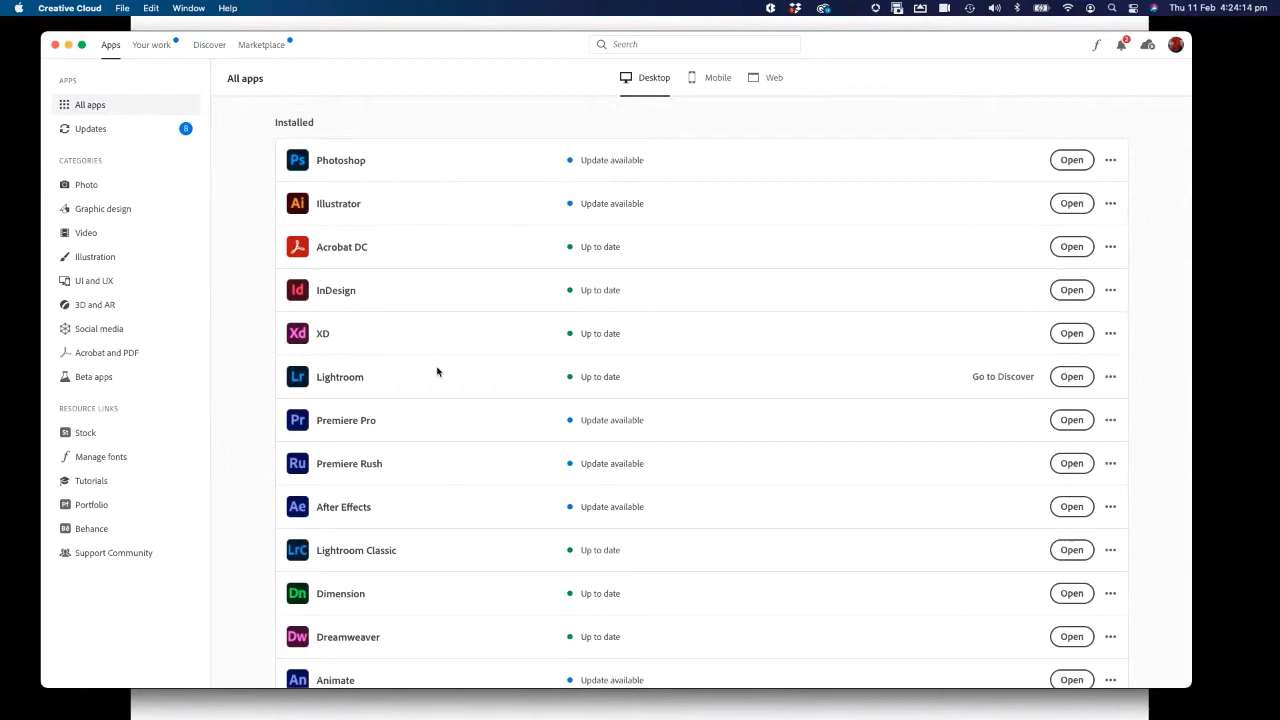 Creative Cloud File Edit Window Help Thu 11 Feb 4:24:14 pm
Apps Your work Discover Marketplace Search 2
APPS
All apps
Updates 8
CATEGORIES
Photo
Graphic design
Video
Illustration
UI and UX
3D and AR
Social media
Acrobat and PDF
Beta apps
RESOURCE LINKS
St Stock
Manage fonts
Tutorials
Pf Portfolio
Bē Behance
Support Community
All apps Desktop Mobile Web
Installed
Ps Photoshop Update available Open
Ai Illustrator Update available Open
Acrobat DC Up to date Open
Id InDesign Up to date Open
Xd XD Up to date Open
Lr Lightroom Up to date Go to Discover Open
Pr Premiere Pro Update available Open
Ru Premiere Rush Update available Open
Ae After Effects Update available Open
LrC Lightroom Classic Up to date Open
Dn Dimension Up to date Open
Dw Dreamweaver Up to date Open
An Animate Update available Open